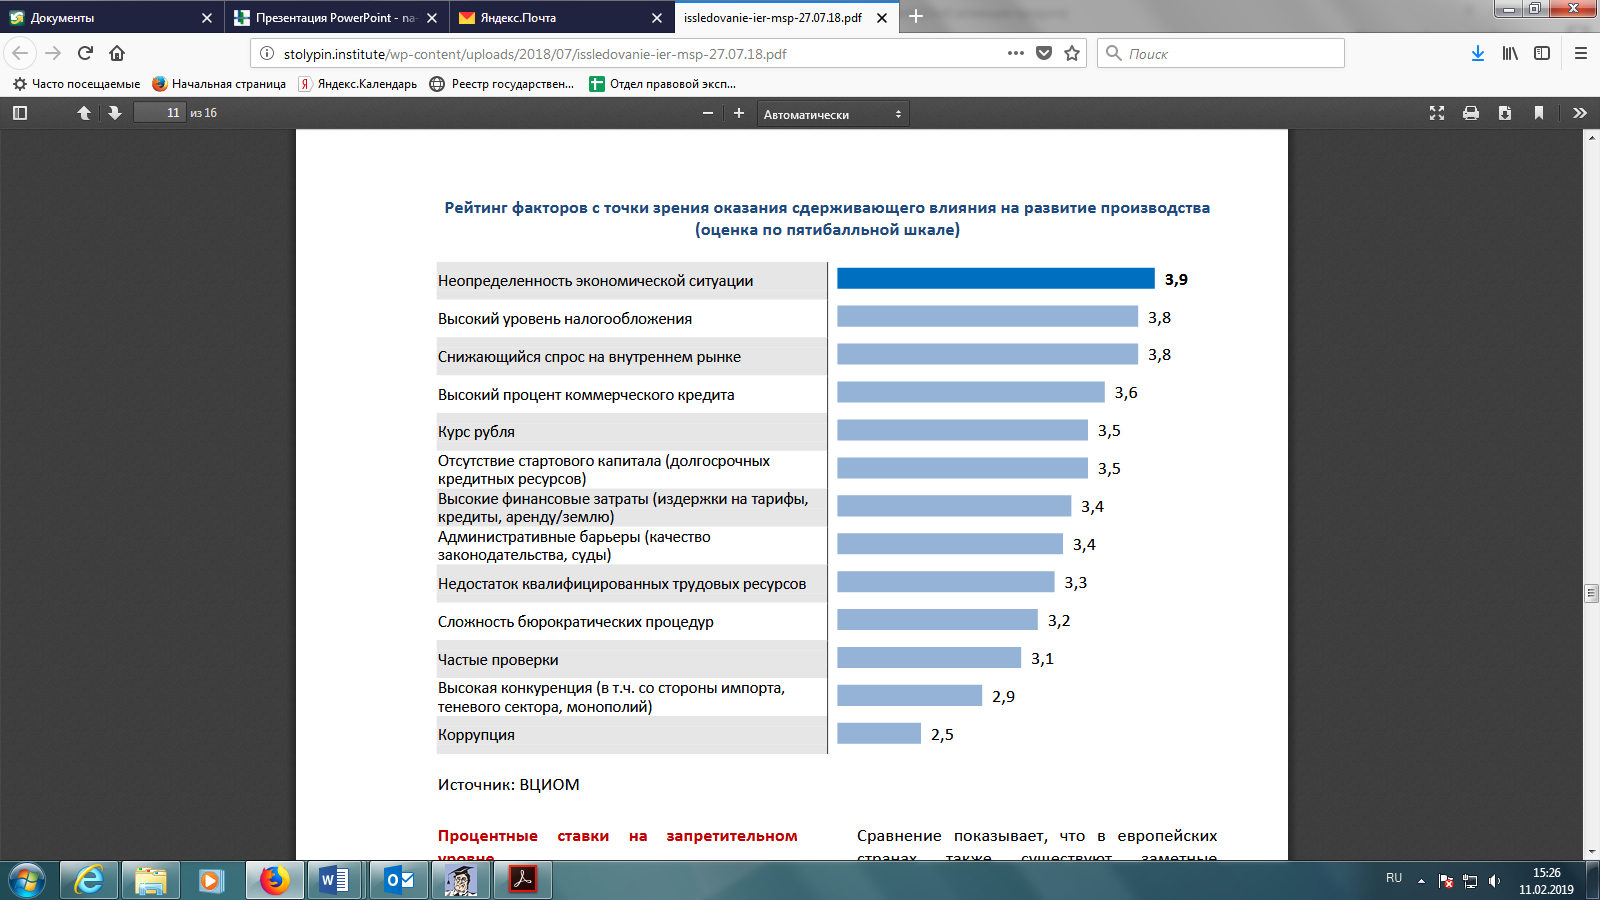 Документы
Презентация PowerPoint - na-
Яндекс.Почта
issledovanie-ier-msp-27.07.18.pdf
stolypin.institute/wp-content/uploads/2018/07/issledovanie-ier-msp-27.07.18.pdf
Поиск
Часто посещаемые
Начальная страница
Яндекс.Календарь
Реестр государствен...
Отдел правовой эксп...
11 из 16
Автоматически
Рейтинг факторов с точки зрения оказания сдерживающего влияния на развитие производства
(оценка по пятибалльной шкале)
Неопределенность экономической ситуации 3,9
Высокий уровень налогообложения 3,8
Снижающийся спрос на внутреннем рынке 3,8
Высокий процент коммерческого кредита 3,6
Курс рубля 3,5
Отсутствие стартового капитала (долгосрочных
кредитных ресурсов) 3,5
Высокие финансовые затраты (издержки на тарифы,
кредиты, аренду/землю) 3,4
Административные барьеры (качество
законодательства, суды) 3,4
Недостаток квалифицированных трудовых ресурсов 3,3
Сложность бюрократических процедур 3,2
Частые проверки 3,1
Высокая конкуренция (в т.ч. со стороны импорта,
теневого сектора, монополий) 2,9
Коррупция 2,5
Источник: ВЦИОМ
Процентные ставки на запретительном
уровне
Сравнение показывает, что в европейских
странах также существуют заметные
RU
15:26
11.02.2019